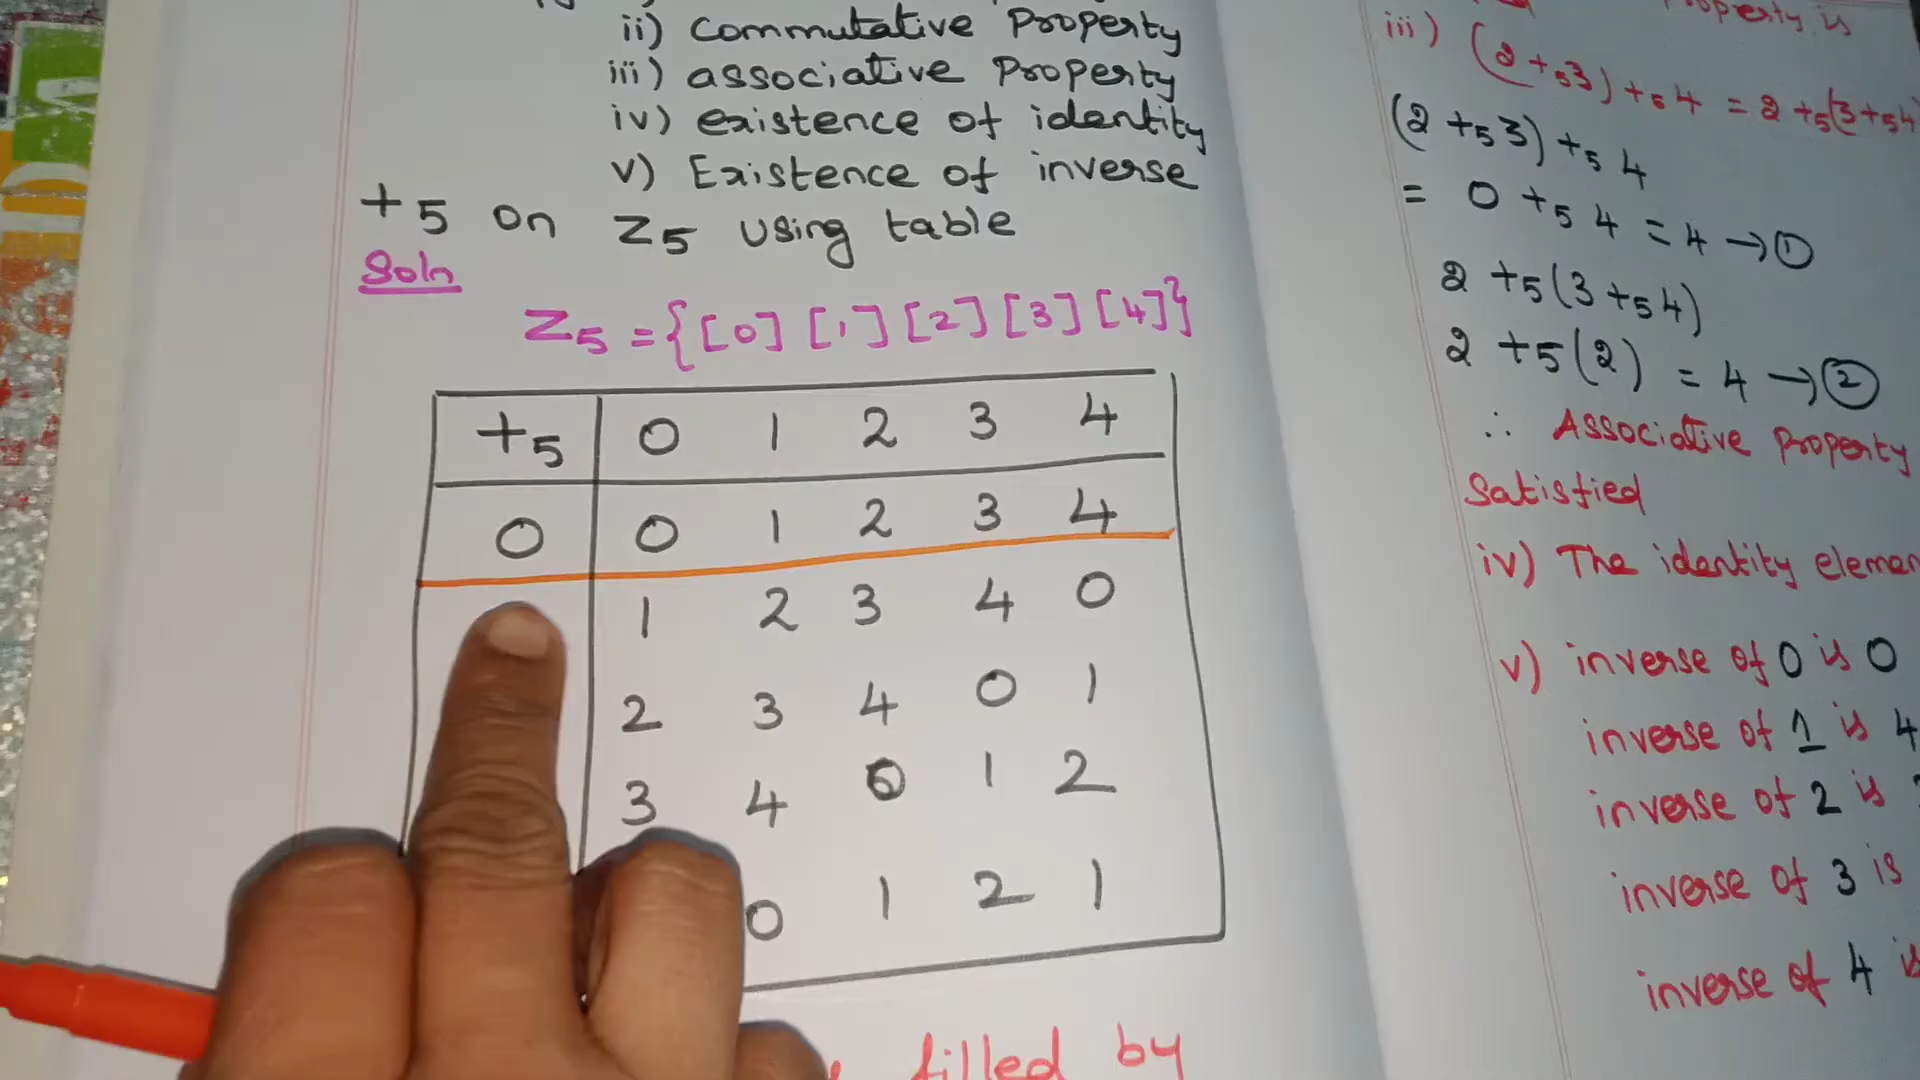 ii) commutative Property
iii) associative Property
iv) existence of identity
v) Existence of inverse
+5 on Z5 using table
Soln
Z5 = {[0] [1] [2] [3] [4]}
+5 0 1 2 3 4
0 0 1 2 3 4
1 2 3 4 0
2 3 4 0 1
3 4 0 1 2
0 1 2 1
filled by
Property is
iii) (2 +5 3) +5 4 = 2 +5 (3 +5 4
(2 +5 3) +5 4
= 0 +5 4 = 4 → ①
2 +5 (3 +5 4)
2 +5 (2) = 4 → ②
∴ Associative Property
Satisfied
iv) The identity
v) inverse of 0 is 0
inverse of 1 is 4
inverse of 2 is
inverse of 3 is
inverse of 4 is